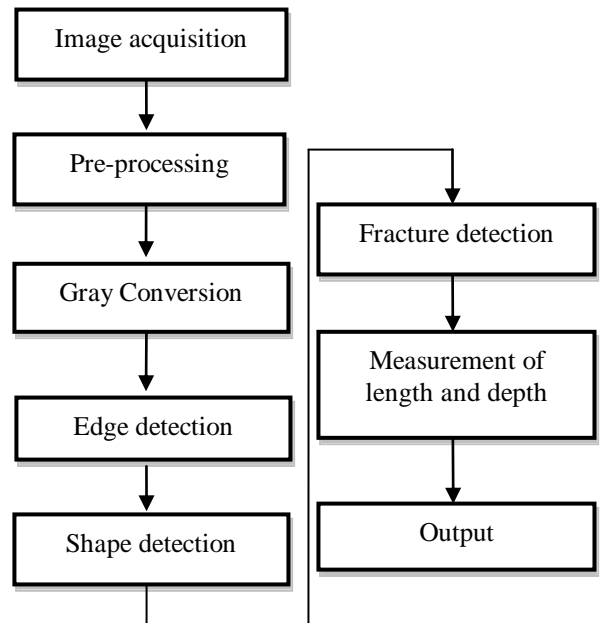 Image acquisition
Pre-processing
Gray Conversion
Edge detection
Shape detection
Fracture detection
Measurement of
length and depth
Output